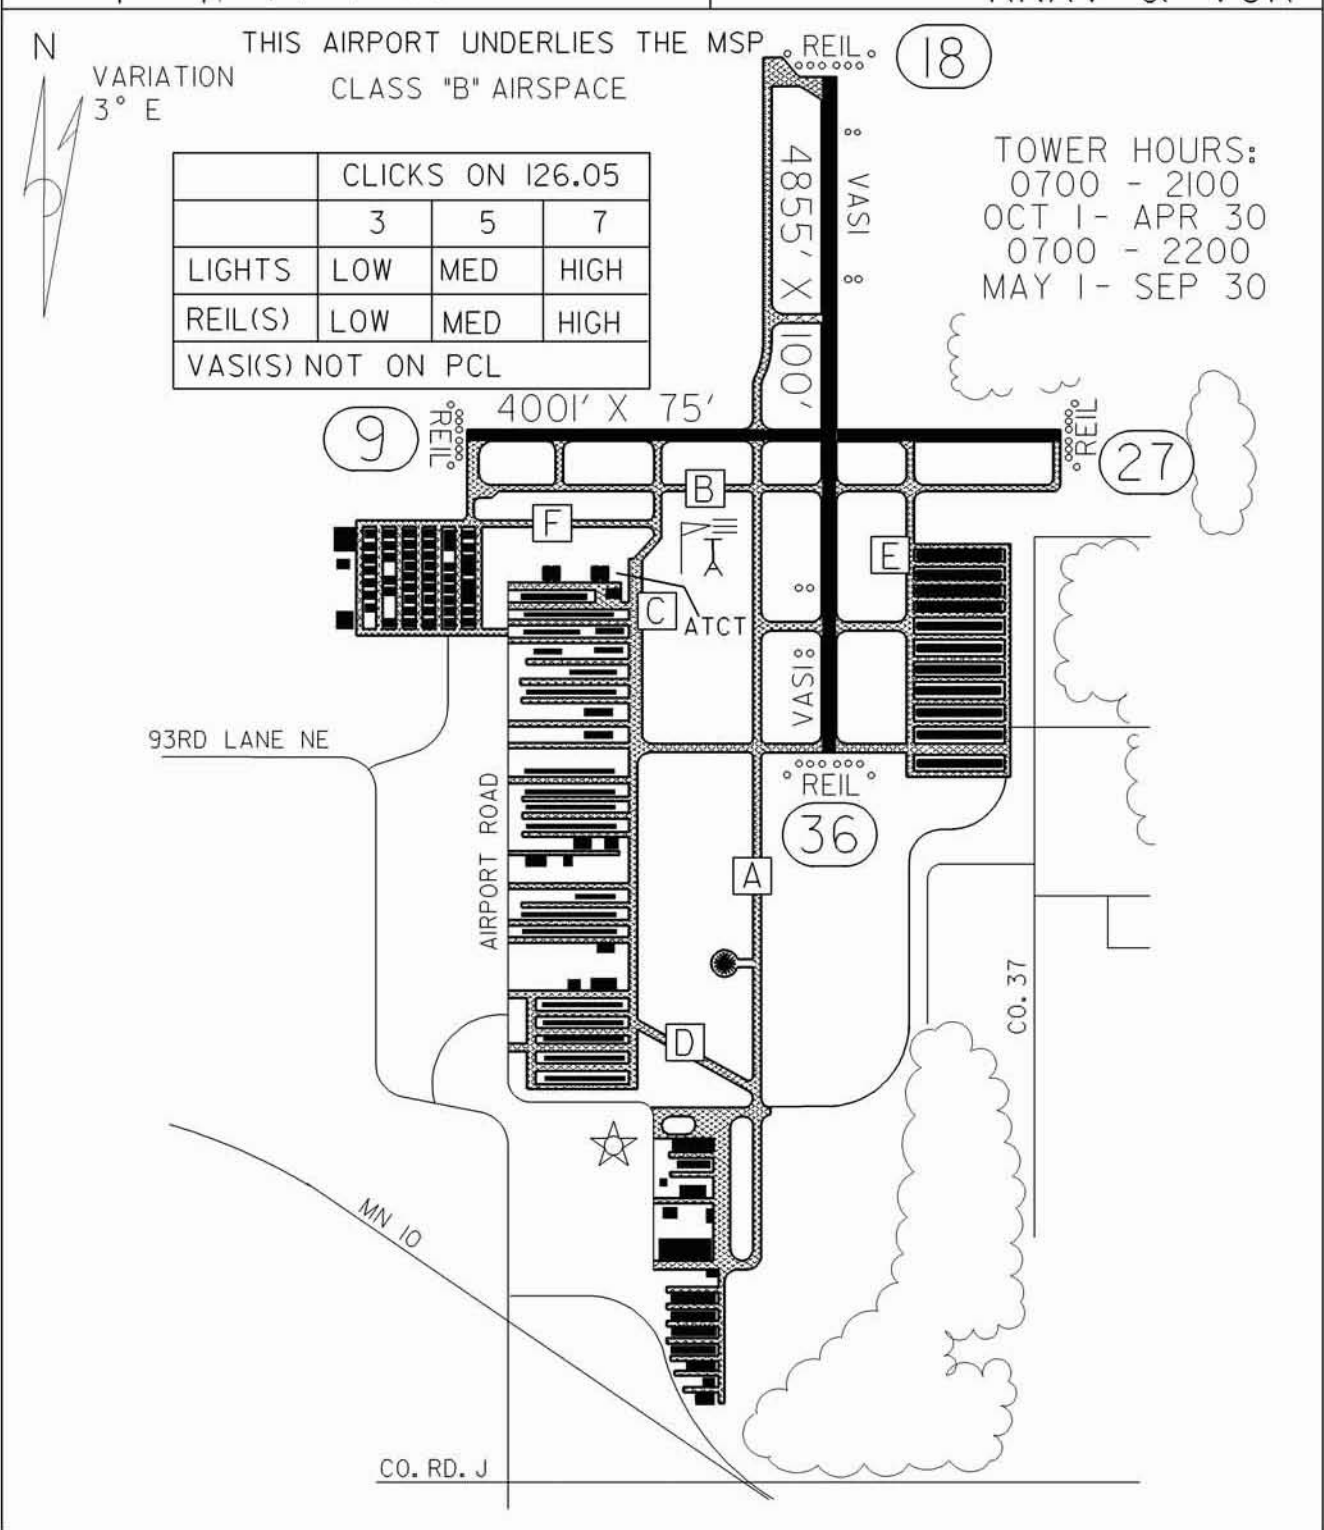 N
VARIATION
3° E
THIS AIRPORT UNDERLIES THE MSP
CLASS "B" AIRSPACE
REIL
18
CLICKS ON 126.05
3 5 7
LIGHTS LOW MED HIGH
REIL(S) LOW MED HIGH
VASI(S) NOT ON PCL
TOWER HOURS:
0700 - 2100
OCT 1 - APR 30
0700 - 2200
MAY 1 - SEP 30
4855' X 100'
VASI
9
REIL
4001' X 75'
REIL
27
B
F
E
C
ATCT
VASI
93RD LANE NE
REIL
36
AIRPORT ROAD
A
D
CO. 37
MN 10
CO. RD. J